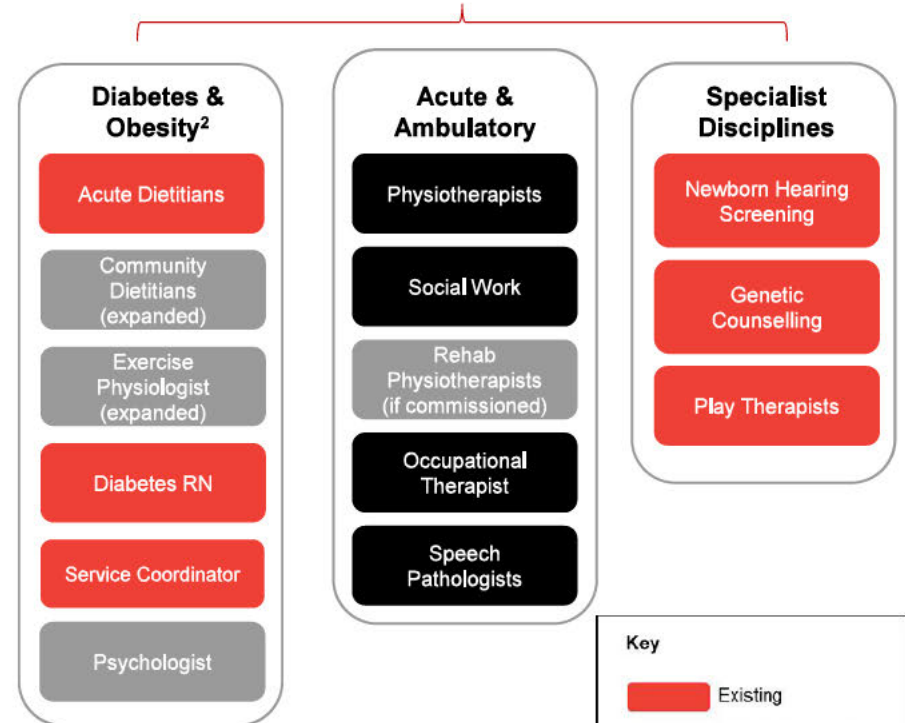 Diabetes &
Obesity²
Acute Dietitians
Community
Dietitians
(expanded)
Exercise
Physiologist
(expanded)
Diabetes RN
Service Coordinator
Psychologist
Acute &
Ambulatory
Physiotherapists
Social Work
Rehab
Physiotherapists
(if commissioned)
Occupational
Therapist
Speech
Pathologists
Specialist
Disciplines
Newborn Hearing
Screening
Genetic
Counselling
Play Therapists
Key
Existing